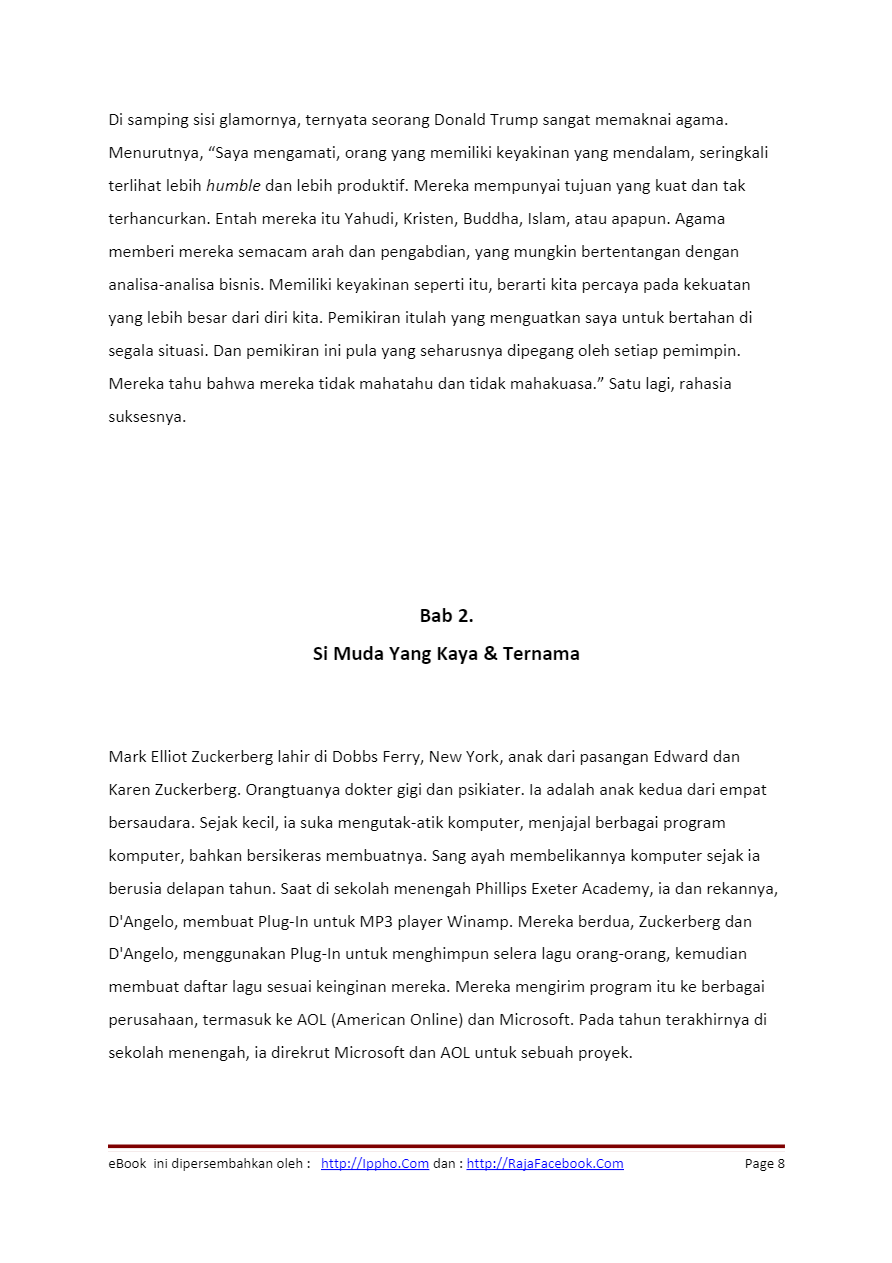 Di samping sisi glamornya, ternyata seorang Donald Trump sangat memaknai agama.
Menurutnya, “Saya mengamati, orang yang memiliki keyakinan yang mendalam, seringkali
terlihat lebih humble dan lebih produktif. Mereka mempunyai tujuan yang kuat dan tak
terhancurkan. Entah mereka itu Yahudi, Kristen, Buddha, Islam, atau apapun. Agama
memberi mereka semacam arah dan pengabdian, yang mungkin bertentangan dengan
analisa-analisa bisnis. Memiliki keyakinan seperti itu, berarti kita percaya pada kekuatan
yang lebih besar dari diri kita. Pemikiran itulah yang menguatkan saya untuk bertahan di
segala situasi. Dan pemikiran ini pula yang seharusnya dipegang oleh setiap pemimpin.
Mereka tahu bahwa mereka tidak mahatahu dan tidak mahakuasa.” Satu lagi, rahasia
suksesnya.
Bab 2.
Si Muda Yang Kaya & Ternama
Mark Elliot Zuckerberg lahir di Dobbs Ferry, New York, anak dari pasangan Edward dan
Karen Zuckerberg. Orangtuanya dokter gigi dan psikiater. Ia adalah anak kedua dari empat
bersaudara. Sejak kecil, ia suka mengutak-atik komputer, menjajal berbagai program
komputer, bahkan bersikeras membuatnya. Sang ayah membelikannya komputer sejak ia
berusia delapan tahun. Saat di sekolah menengah Phillips Exeter Academy, ia dan rekannya,
D'Angelo, membuat Plug-In untuk MP3 player Winamp. Mereka berdua, Zuckerberg dan
D'Angelo, menggunakan Plug-In untuk menghimpun selera lagu orang-orang, kemudian
membuat daftar lagu sesuai keinginan mereka. Mereka mengirim program itu ke berbagai
perusahaan, termasuk ke AOL (American Online) dan Microsoft. Pada tahun terakhirnya di
sekolah menengah, ia direkrut Microsoft dan AOL untuk sebuah proyek.
eBook ini dipersembahkan oleh : http://Ippho.Com dan : http://RajaFacebook.Com Page 8